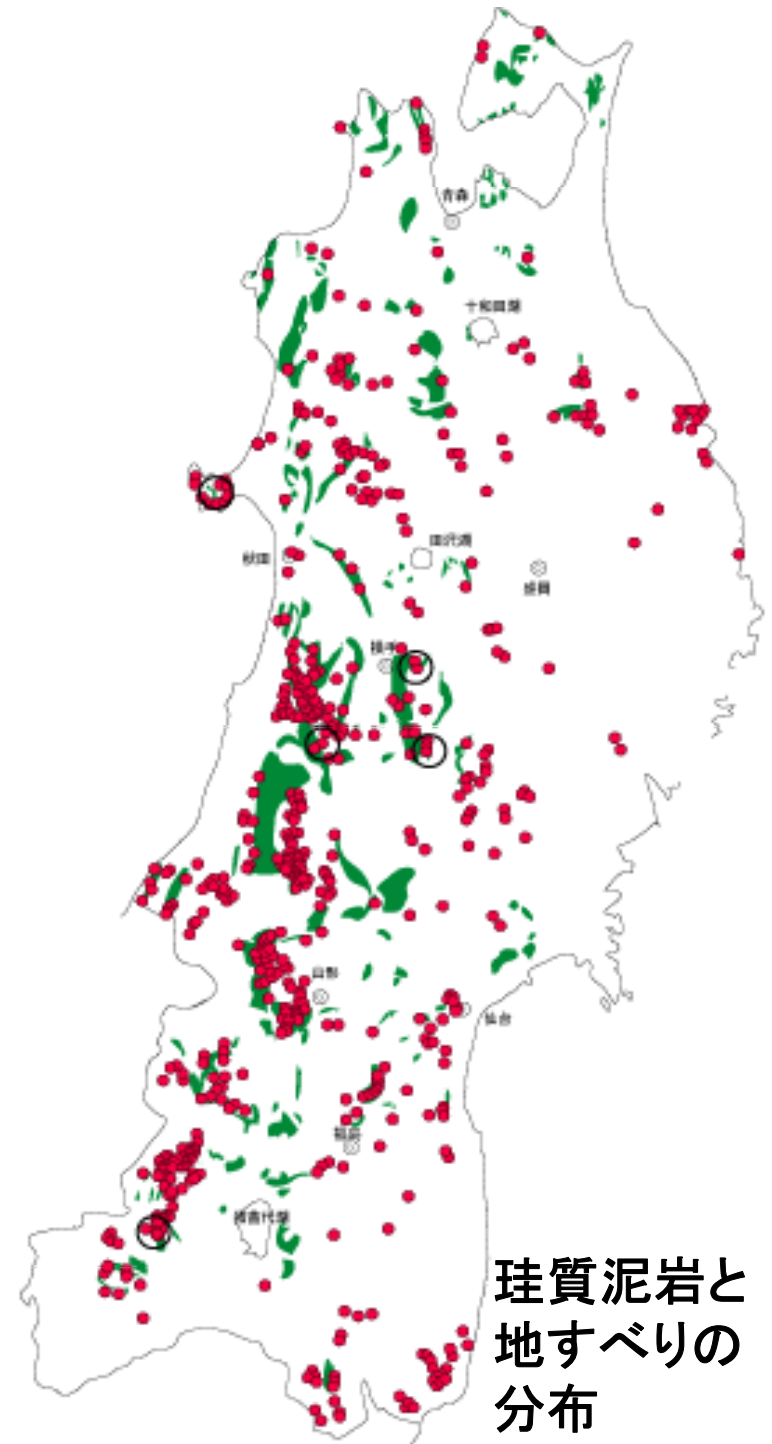 青森
十和田湖
田沢湖
秋田
盛岡
横手
山形
仙台
福島
猪苗代湖
珪質泥岩と
地すべりの
分布